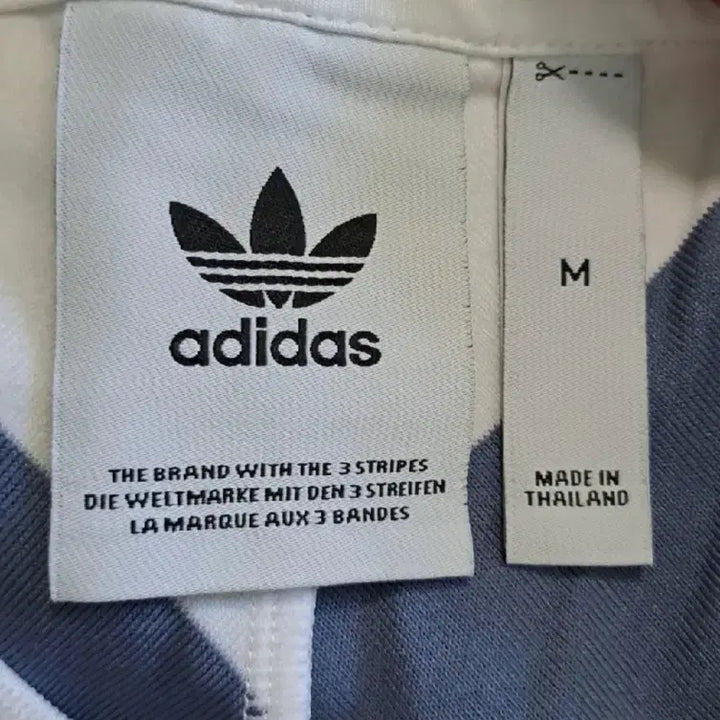 adidas
THE BRAND WITH THE 3 STRIPES
DIE WELTMARKE MIT DEN 3 STREIFEN
LA MARQUE AUX 3 BANDES
M
MADE IN
THAILAND